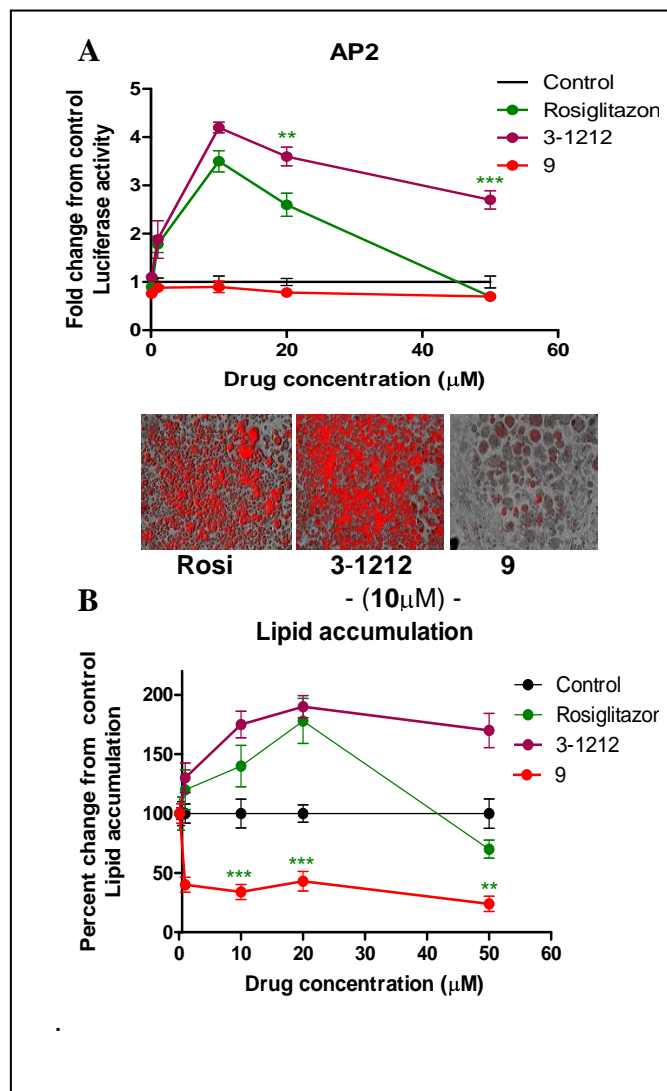 A
AP2
Fold change from control
Luciferase activity
5
4
3
2
1
0
**
***
Control
Rosiglitazon
3-1212
9
0
20
40
60
Drug concentration (μM)
Rosi
3-1212
9
- (10μM) -
B
Lipid accumulation
Percent change from control
Lipid accumulation
200
150
100
50
0
***
***
**
Control
Rosiglitazor
3-1212
9
0
10
20
30
40
50
60
Drug concentration (μM)
.